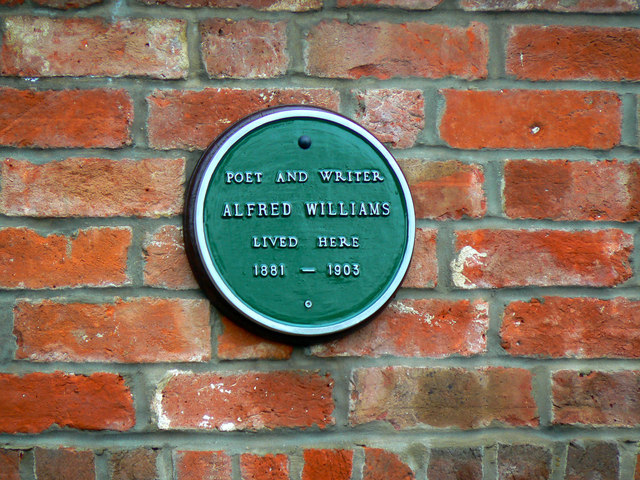 POET AND WRITER
ALFRED WILLIAMS
LIVED HERE
1881 — 1903